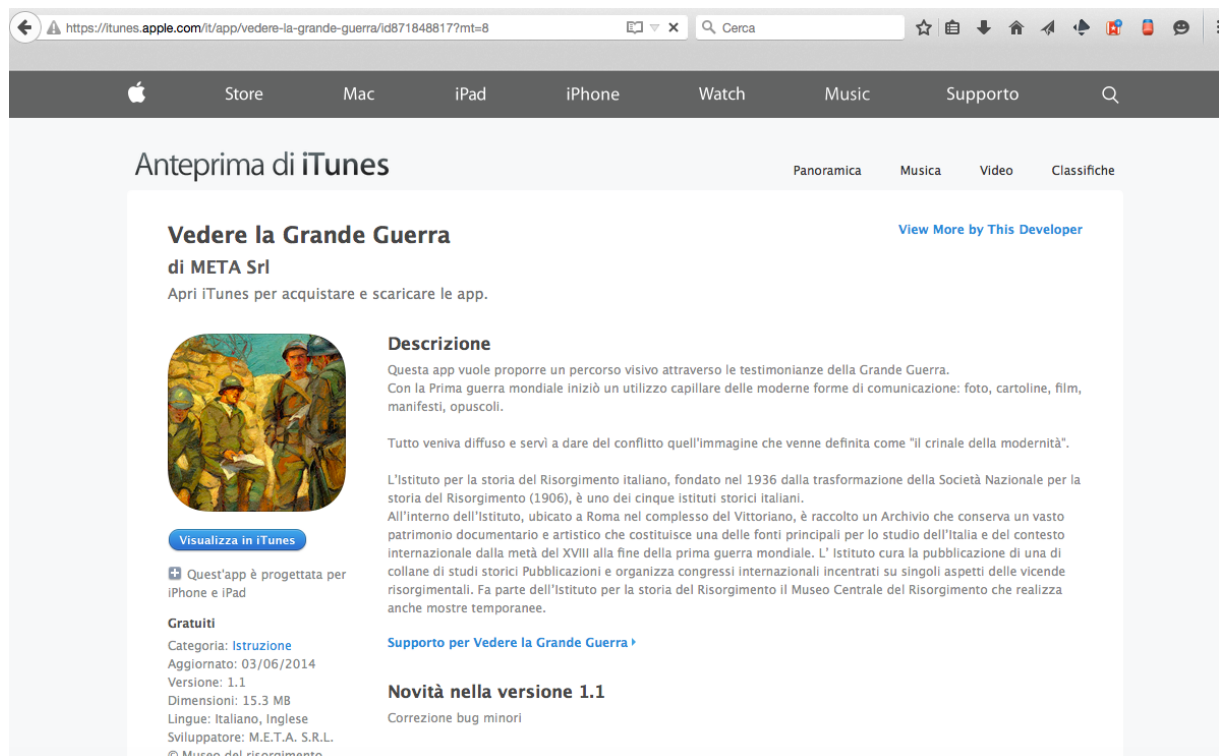 https://itunes.apple.com/it/app/vedere-la-grande-guerra/id871848817?mt=8
Cerca
Store Mac iPad iPhone Watch Music Supporto
Anteprima di iTunes
Panoramica Musica Video Classifiche
Vedere la Grande Guerra
View More by This Developer
di META Srl
Apri iTunes per acquistare e scaricare le app.
Descrizione
Questa app vuole proporre un percorso visivo attraverso le testimonianze della Grande Guerra.
Con la Prima guerra mondiale iniziò un utilizzo capillare delle moderne forme di comunicazione: foto, cartoline, film,
manifesti, opuscoli.
Tutto veniva diffuso e servì a dare del conflitto quell'immagine che venne definita come "il crinale della modernità".
L'Istituto per la storia del Risorgimento italiano, fondato nel 1936 dalla trasformazione della Società Nazionale per la
storia del Risorgimento (1906), è uno dei cinque istituti storici italiani.
All'interno dell'Istituto, ubicato a Roma nel complesso del Vittoriano, è raccolto un Archivio che conserva un vasto
patrimonio documentario e artistico che costituisce una delle fonti principali per lo studio dell'Italia e del contesto
internazionale dalla metà del XVIII alla fine della prima guerra mondiale. L' Istituto cura la pubblicazione di una di
collane di studi storici Pubblicazioni e organizza congressi internazionali incentrati su singoli aspetti delle vicende
risorgimentali. Fa parte dell'Istituto per la storia del Risorgimento il Museo Centrale del Risorgimento che realizza
anche mostre temporanee.
Supporto per Vedere la Grande Guerra
Novità nella versione 1.1
Correzione bug minori
Visualizza in iTunes
Quest'app è progettata per
iPhone e iPad
Gratuiti
Categoria: Istruzione
Aggiornato: 03/06/2014
Versione: 1.1
Dimensioni: 15.3 MB
Lingue: Italiano, Inglese
Sviluppatore: M.E.T.A. S.R.L.
© Museo del risorgimento